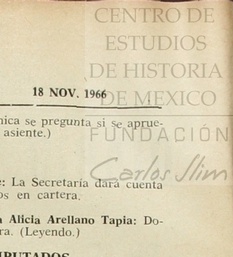 CENTRO DE
ESTUDIOS
DE HISTORIA
DE MEXICO
18 NOV. 1966
nica se pregunta si se aprue-
asiente.)
FUNDACIÓN
Carlos Slim
: La Secretaría dará cuenta
os en cartera.
a Alicia Arellano Tapia: Do-
ra. (Leyendo.)